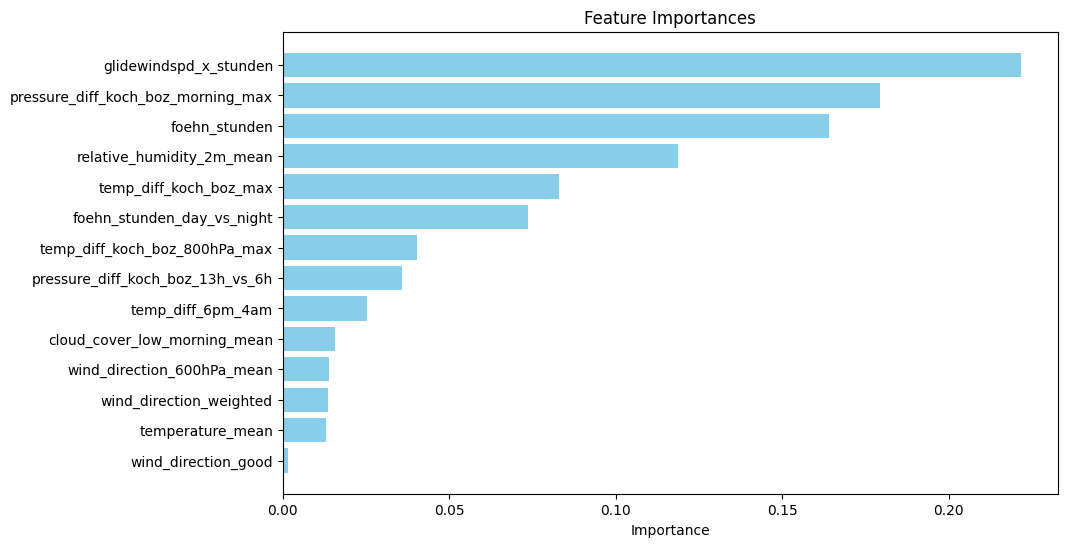 Feature Importances
glidewindspd_x_stunden
pressure_diff_koch_boz_morning_max
foehn_stunden
relative_humidity_2m_mean
temp_diff_koch_boz_max
foehn_stunden_day_vs_night
temp_diff_koch_boz_800hPa_max
pressure_diff_koch_boz_13h_vs_6h
temp_diff_6pm_4am
cloud_cover_low_morning_mean
wind_direction_600hPa_mean
wind_direction_weighted
temperature_mean
wind_direction_good
0.00 0.05 0.10 0.15 0.20
Importance